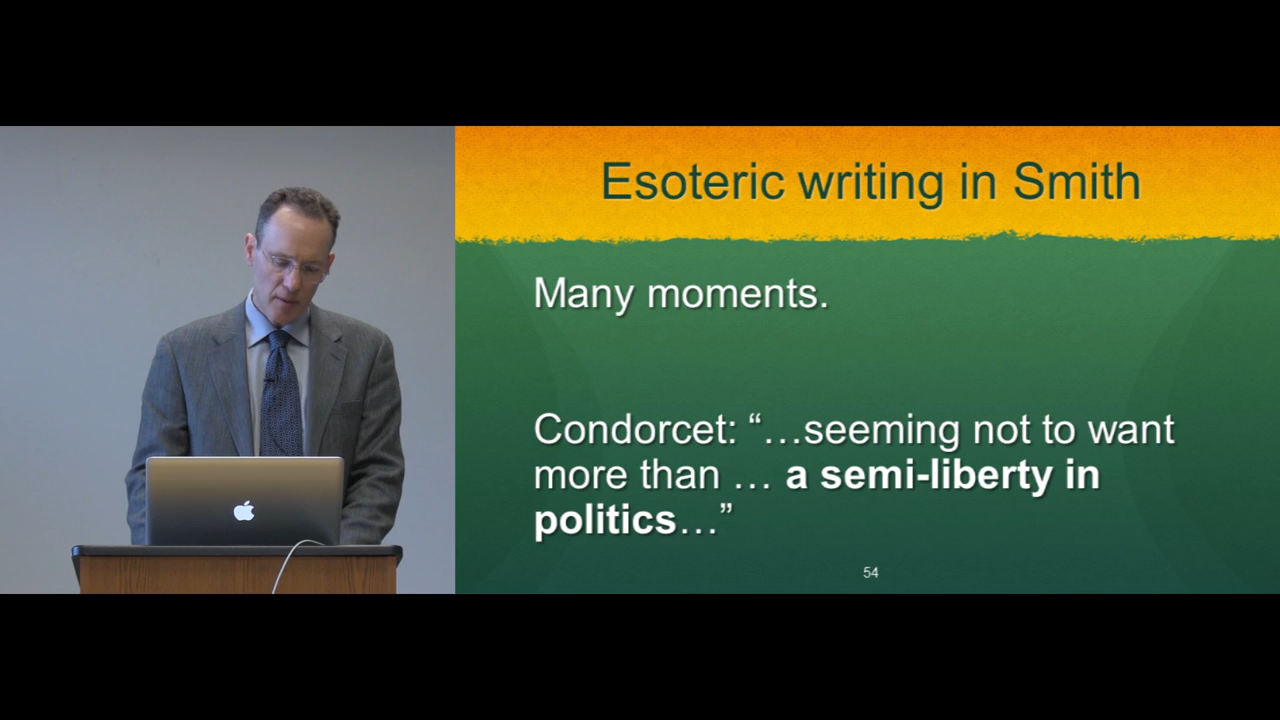 Esoteric writing in Smith
Many moments.
Condorcet: “…seeming not to want
more than … a semi-liberty in
politics…”
54